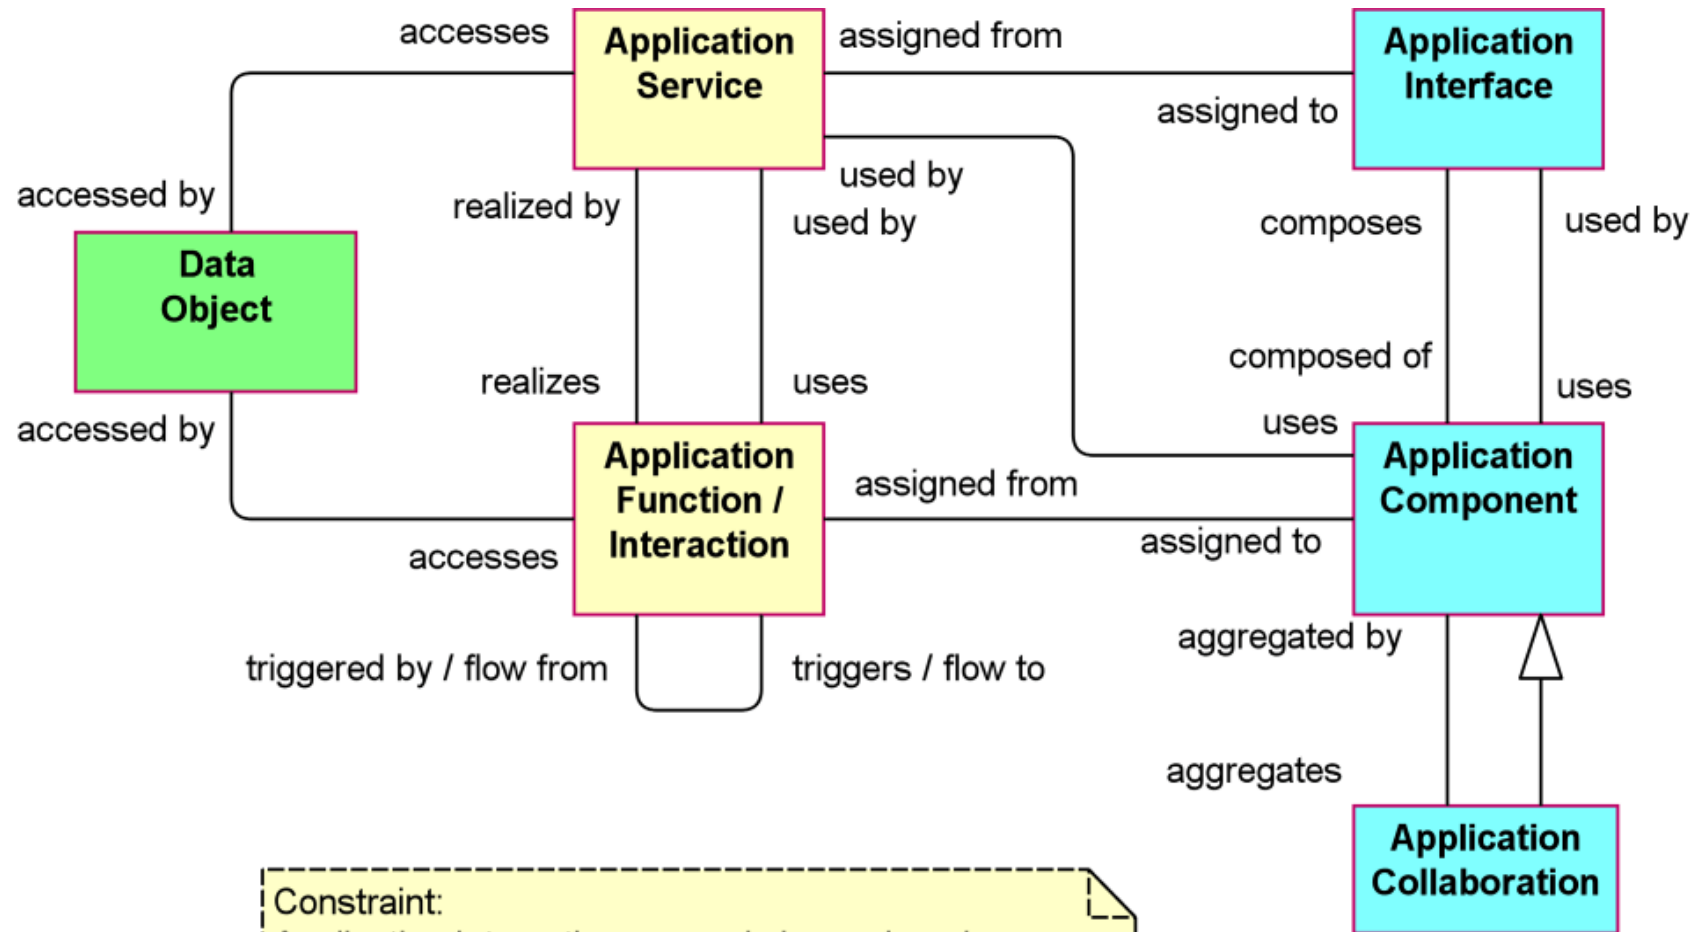 accesses
Application
Service
assigned from
Application
Interface
assigned to
accessed by
realized by
used by
used by
composes
used by
Data
Object
composed of
realizes
uses
uses
uses
accessed by
Application
Function /
Interaction
assigned from
Application
Component
accesses
assigned to
triggered by / flow from
triggers / flow to
aggregated by
aggregates
Application
Collaboration
Constraint: